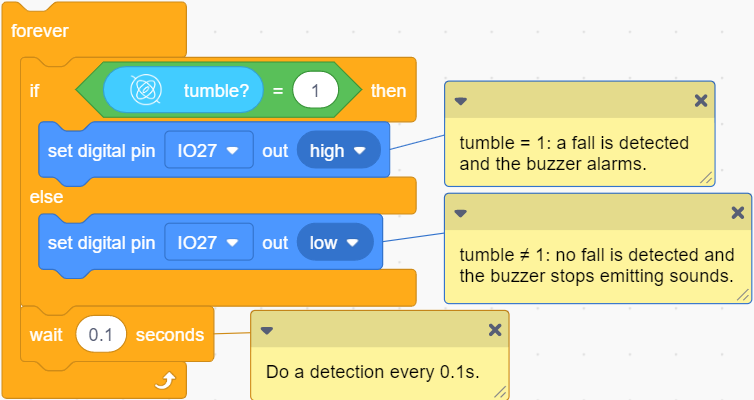 forever
if tumble? = 1 then
set digital pin IO27 out high
tumble = 1: a fall is detected
and the buzzer alarms.
else
set digital pin IO27 out low
tumble ≠ 1: no fall is detected and
the buzzer stops emitting sounds.
wait 0.1 seconds
Do a detection every 0.1s.